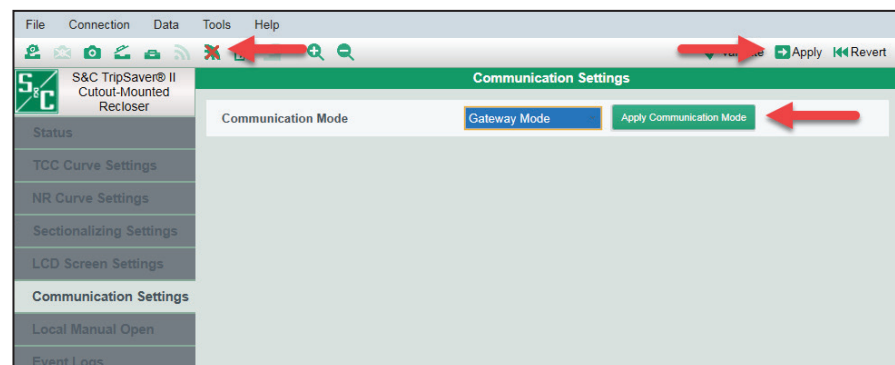 File Connection Data Tools Help
Apply Revert
S&C
S&C TripSaver® II
Cutout-Mounted
Recloser
Communication Settings
Communication Mode Gateway Mode Apply Communication Mode
Status
TCC Curve Settings
NR Curve Settings
Sectionalizing Settings
LCD Screen Settings
Communication Settings
Local Manual Open
Event Logs